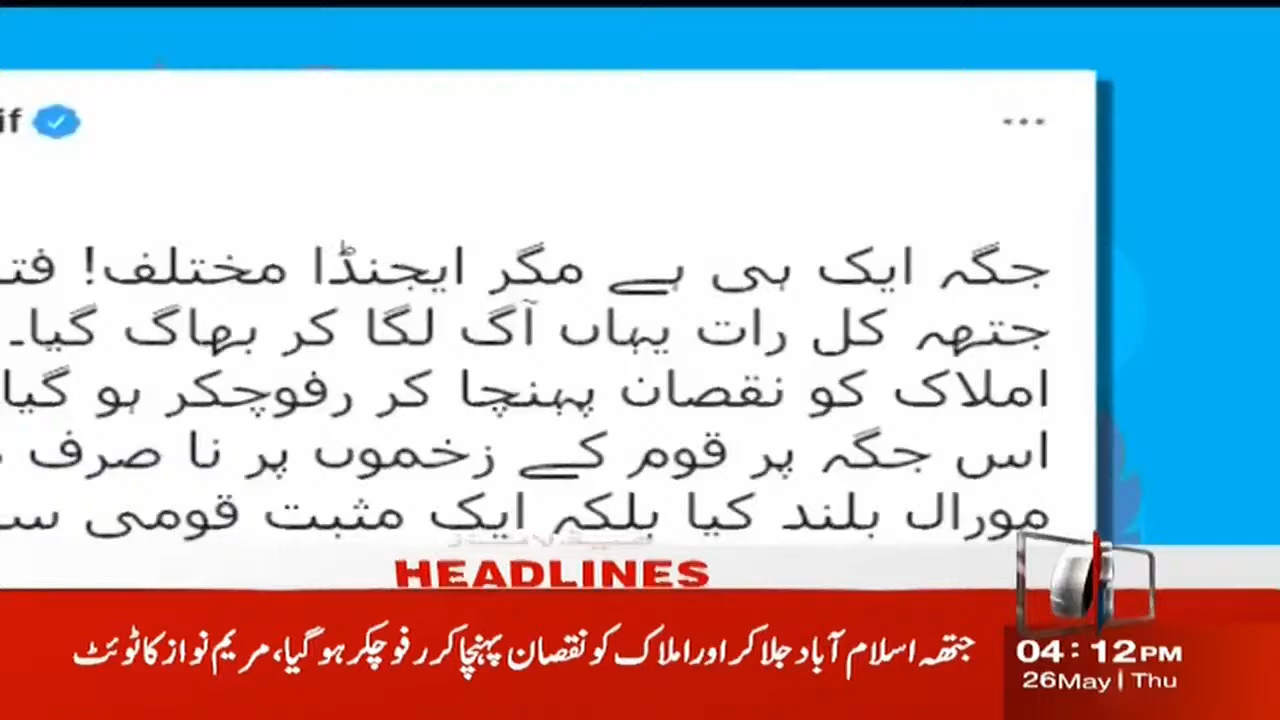 if
جگہ ایک ہی ہے مگر ایجنڈا مختلف! فتنہ
جتھہ کل رات یہاں آگ لگا کر بھاگ گیا۔
املاک کو نقصان پہنچا کر رفوچکر ہو گیا
اس جگہ پر قوم کے زخموں پر نا صرف
مورال بلند کیا بلکہ ایک مثبت قومی
HEADLINES
جتھہ اسلام آباد جلا کر اور املاک کو نقصان پہنچا کر رفو چکر ہو گیا، مریم نواز کا ٹوئٹ
04:12PM
26May | Thu